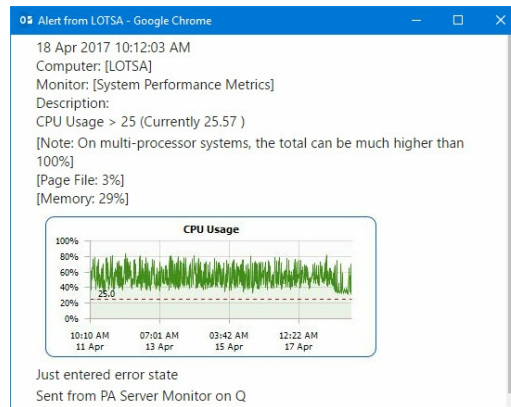 Alert from LOTSA - Google Chrome
18 Apr 2017 10:12:03 AM
Computer: [LOTSA]
Monitor: [System Performance Metrics]
Description:
CPU Usage > 25 (Currently 25.57 )
[Note: On multi-processor systems, the total can be much higher than
100%]
[Page File: 3%]
[Memory: 29%]
CPU Usage
100%
80%
60%
40%
25.0
20%
0%
10:10 AM 07:01 AM 03:42 AM 12:22 AM
11 Apr 13 Apr 15 Apr 17 Apr
Just entered error state
Sent from PA Server Monitor on Q